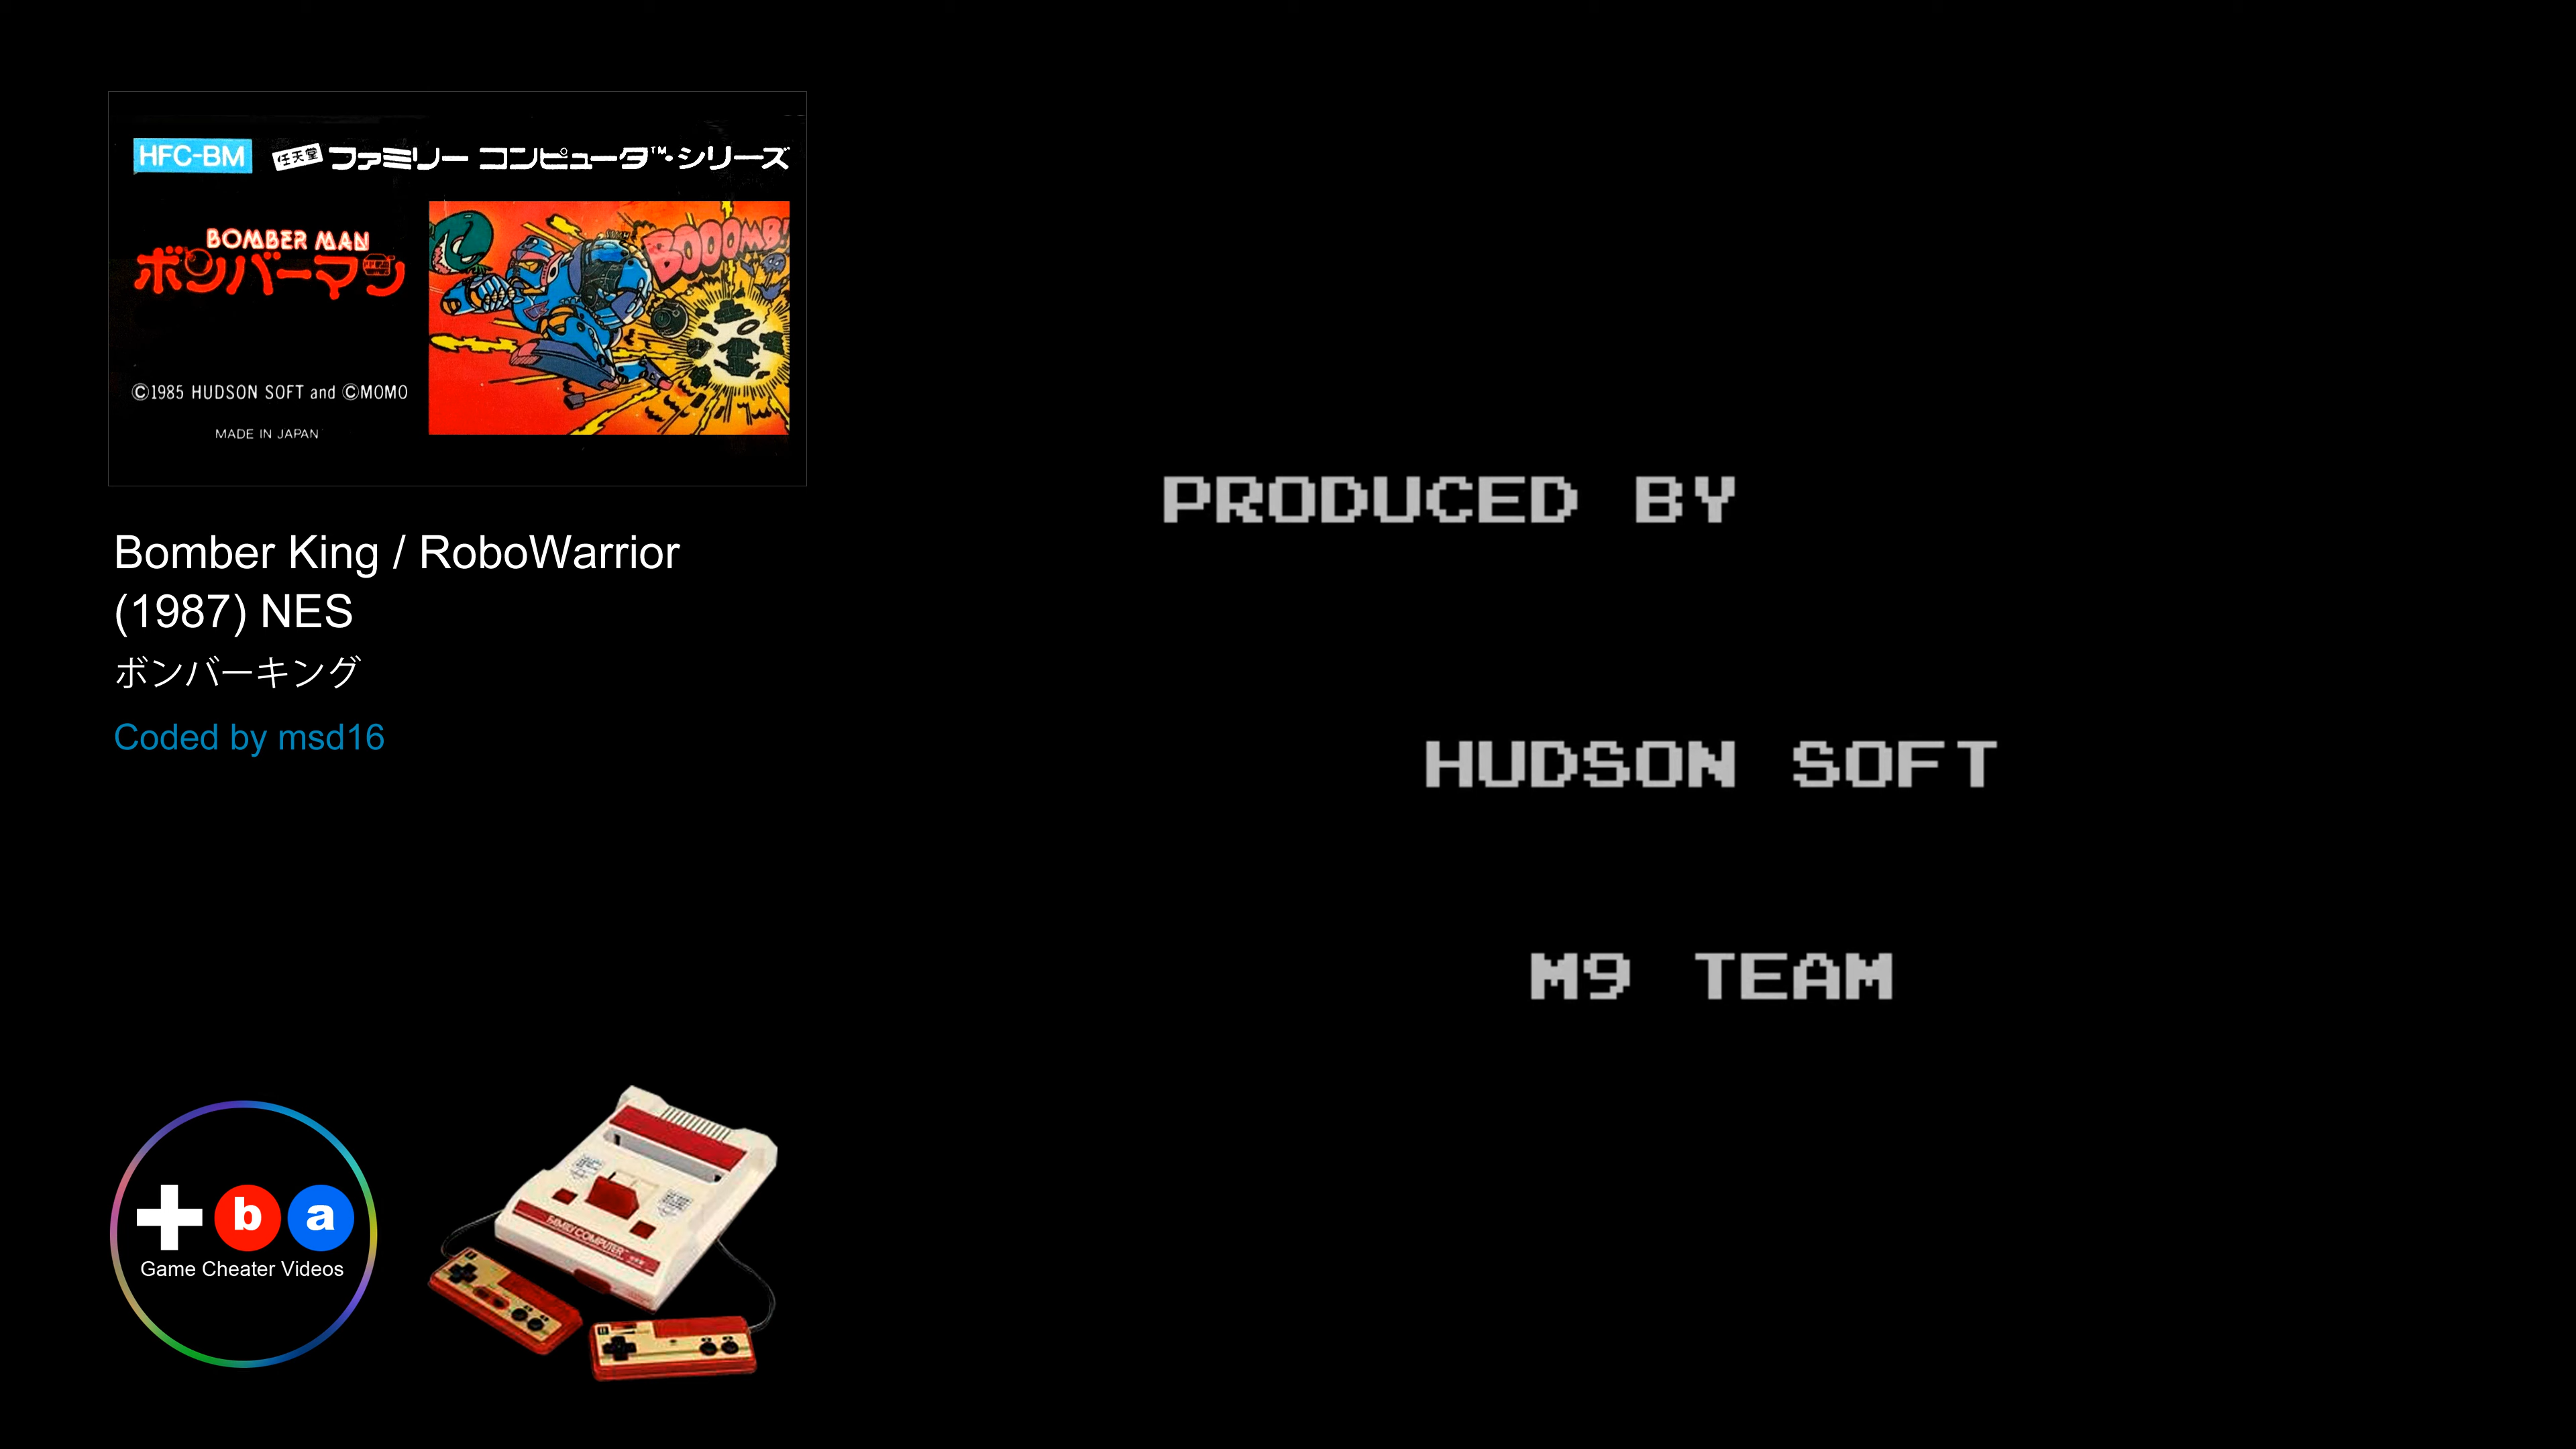 HFC-BM 任天堂 ファミリー コンピュータ™・シリーズ
BOMBER MAN
ボンバーマン
BOOOMB!
©1985 HUDSON SOFT and ©MOMO
MADE IN JAPAN
Bomber King / RoboWarrior
(1987) NES
ボンバーキング
Coded by msd16
PRODUCED BY
HUDSON SOFT
M9 TEAM
b a
Game Cheater Videos
FAMILY COMPUTER™